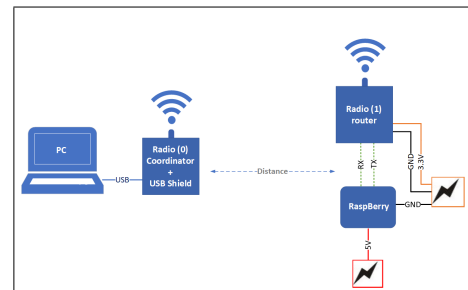 PC
USB
Radio (0)
Coordinator
+
USB Shield
Distance
Radio (1)
router
RX
TX
GND
3.3V
RaspBerry
GND
5V